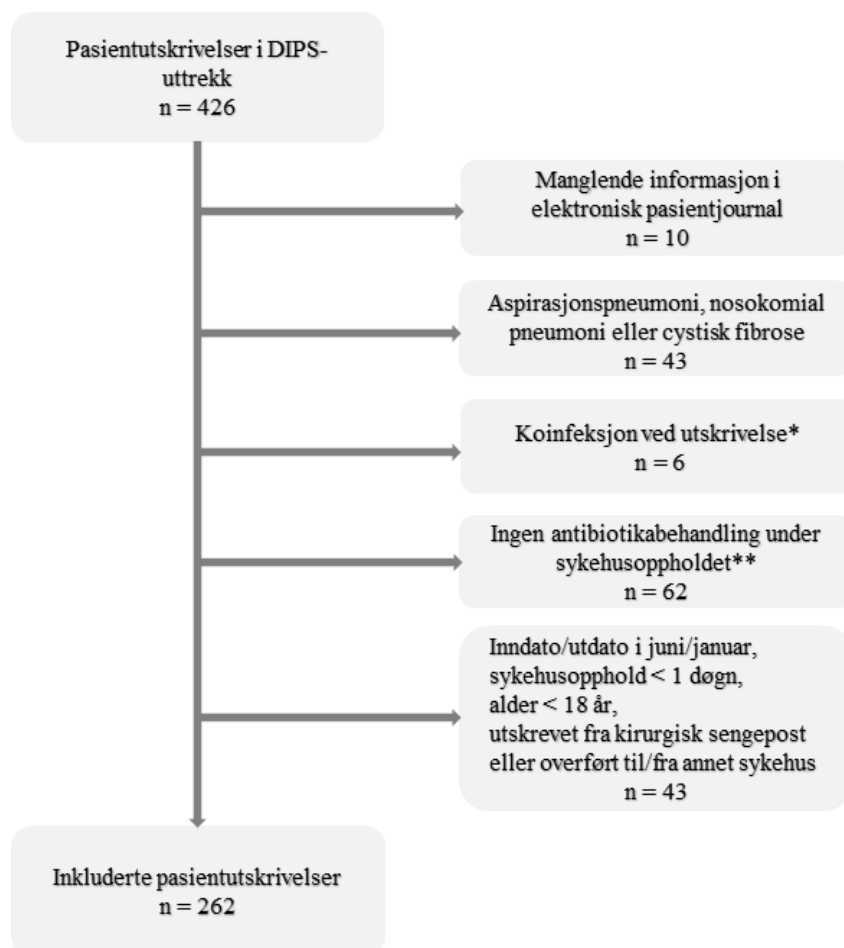 Pasientutskrivelser i DIPS-
uttrekk
n = 426
Manglende informasjon i
elektronisk pasientjournal
n = 10
Aspirasjonspneumoni, nosokomial
pneumoni eller cystisk fibrose
n = 43
Koinfeksjon ved utskrivelse*
n = 6
Ingen antibiotikabehandling under
sykehusoppholdet**
n = 62
Inndato/utdato i juni/januar,
sykehusopphold < 1 døgn,
alder < 18 år,
utskrevet fra kirurgisk sengepost
eller overført til/fra annet sykehus
n = 43
Inkluderte pasientutskrivelser
n = 262